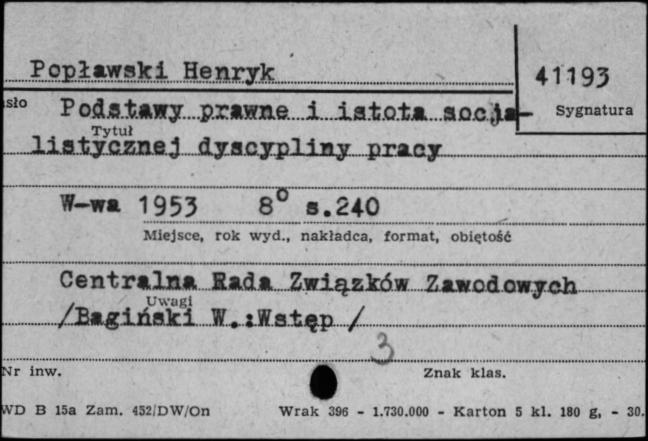 Popławski Henryk
41193
sło Podstawy prawne i istota socja-
Sygnatura
Tytuł
listycznej dyscypliny pracy
W-wa 1953 8° s.240
Miejsce, rok wyd., nakładca, format, objętość
Centralna Rada Związków Zawodowych
Uwagi
/Bagiński W.:Wstęp /
3
Nr inw.
Znak klas.
WD B 15a Zam. 452/DW/On Wrak 396 - 1.730.000 - Karton 5 kl. 180 g, - 30.